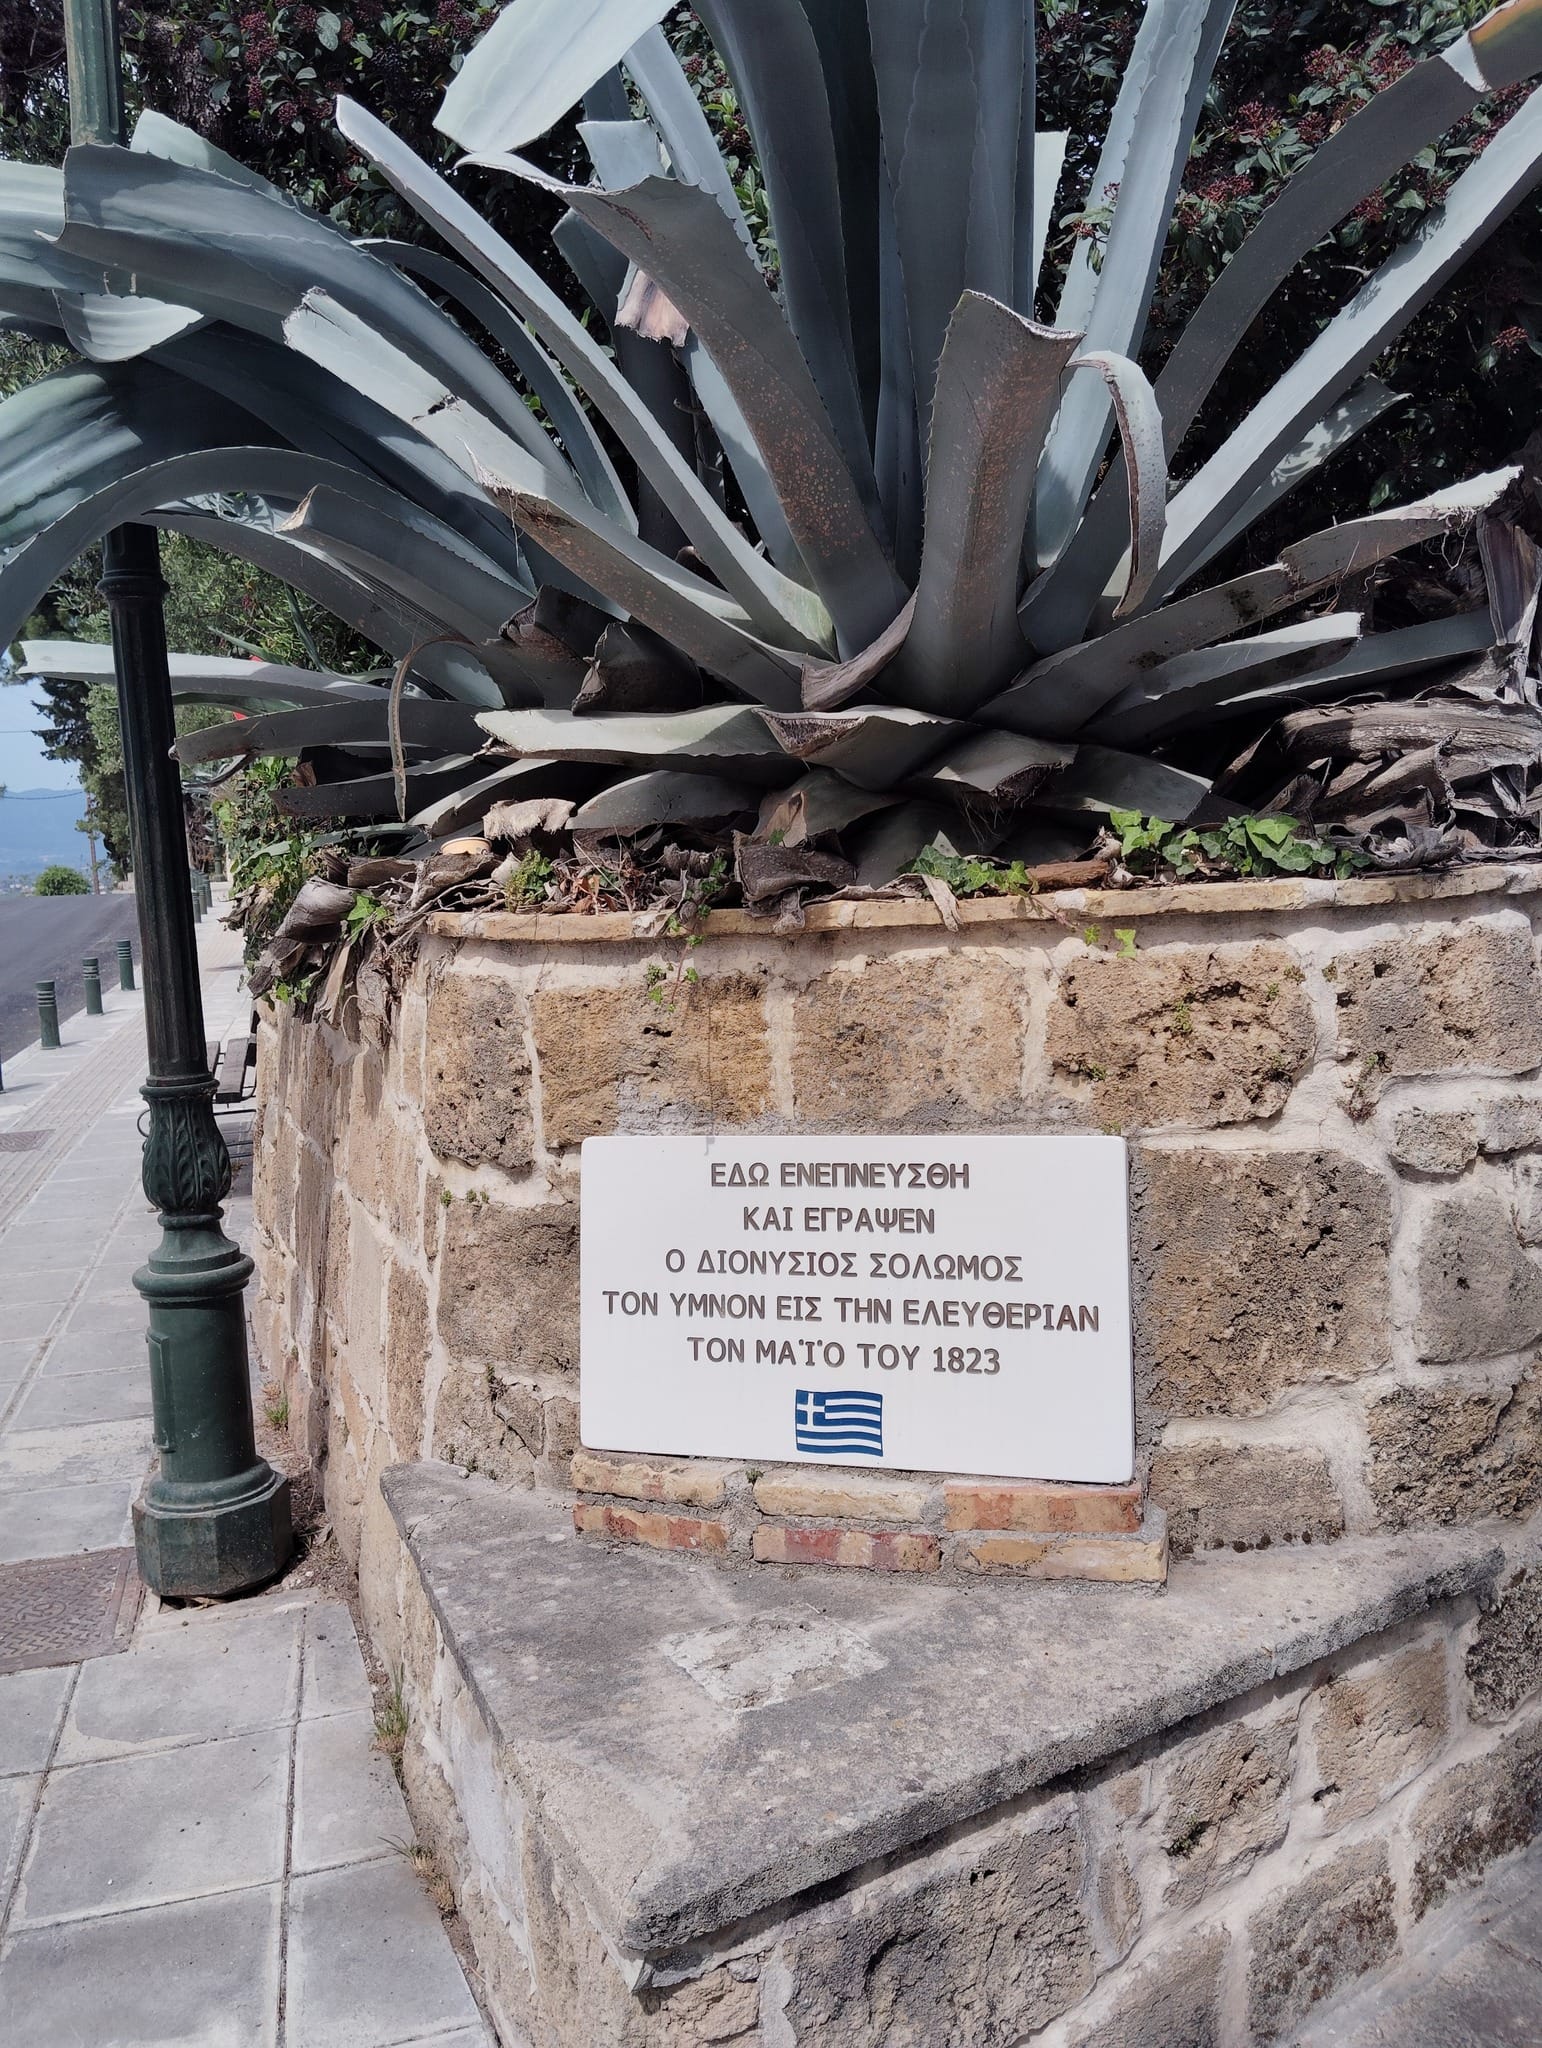 ΕΔΩ ΕΝΕΠΝΕΥΣΘΗ
ΚΑΙ ΕΓΡΑΨΕΝ
Ο ΔΙΟΝΥΣΙΟΣ ΣΟΛΩΜΟΣ
ΤΟΝ ΥΜΝΟΝ ΕΙΣ ΤΗΝ ΕΛΕΥΘΕΡΙΑΝ
ΤΟΝ ΜΑΪΟ ΤΟΥ 1823